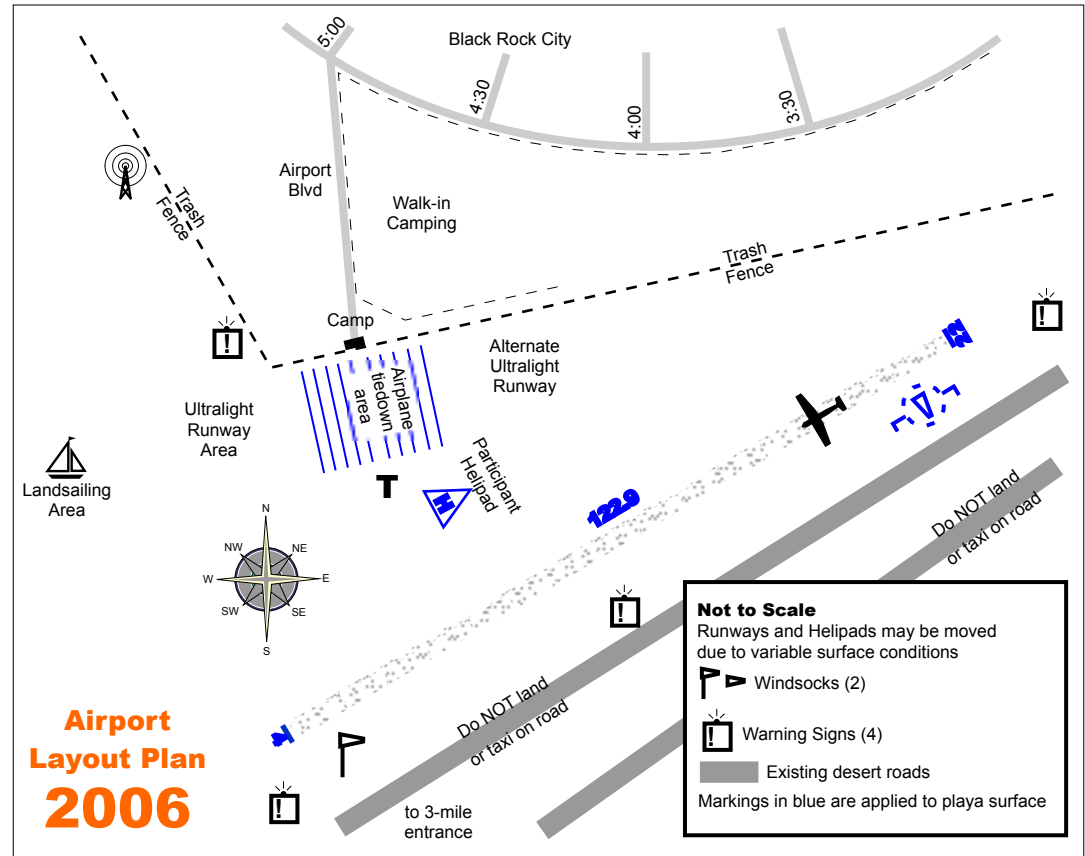 Black Rock City
5:00
4:30
4:00
3:30
Airport
Blvd
Walk-in
Camping
Trash
Fence
Trash
Fence
Camp
Alternate
Ultralight
Runway
Airplane
tiedown
area
Ultralight
Runway
Area
Participant
Helipad
H
T
Landsailing
Area
N
NE
E
SE
S
SW
W
NW
22
122.9
4
!
!
!
!
Do NOT land
or taxi on road
Do NOT land
or taxi on road
to 3-mile
entrance
Airport
Layout Plan
2006
Not to Scale
Runways and Helipads may be moved
due to variable surface conditions
Windsocks (2)
! Warning Signs (4)
Existing desert roads
Markings in blue are applied to playa surface